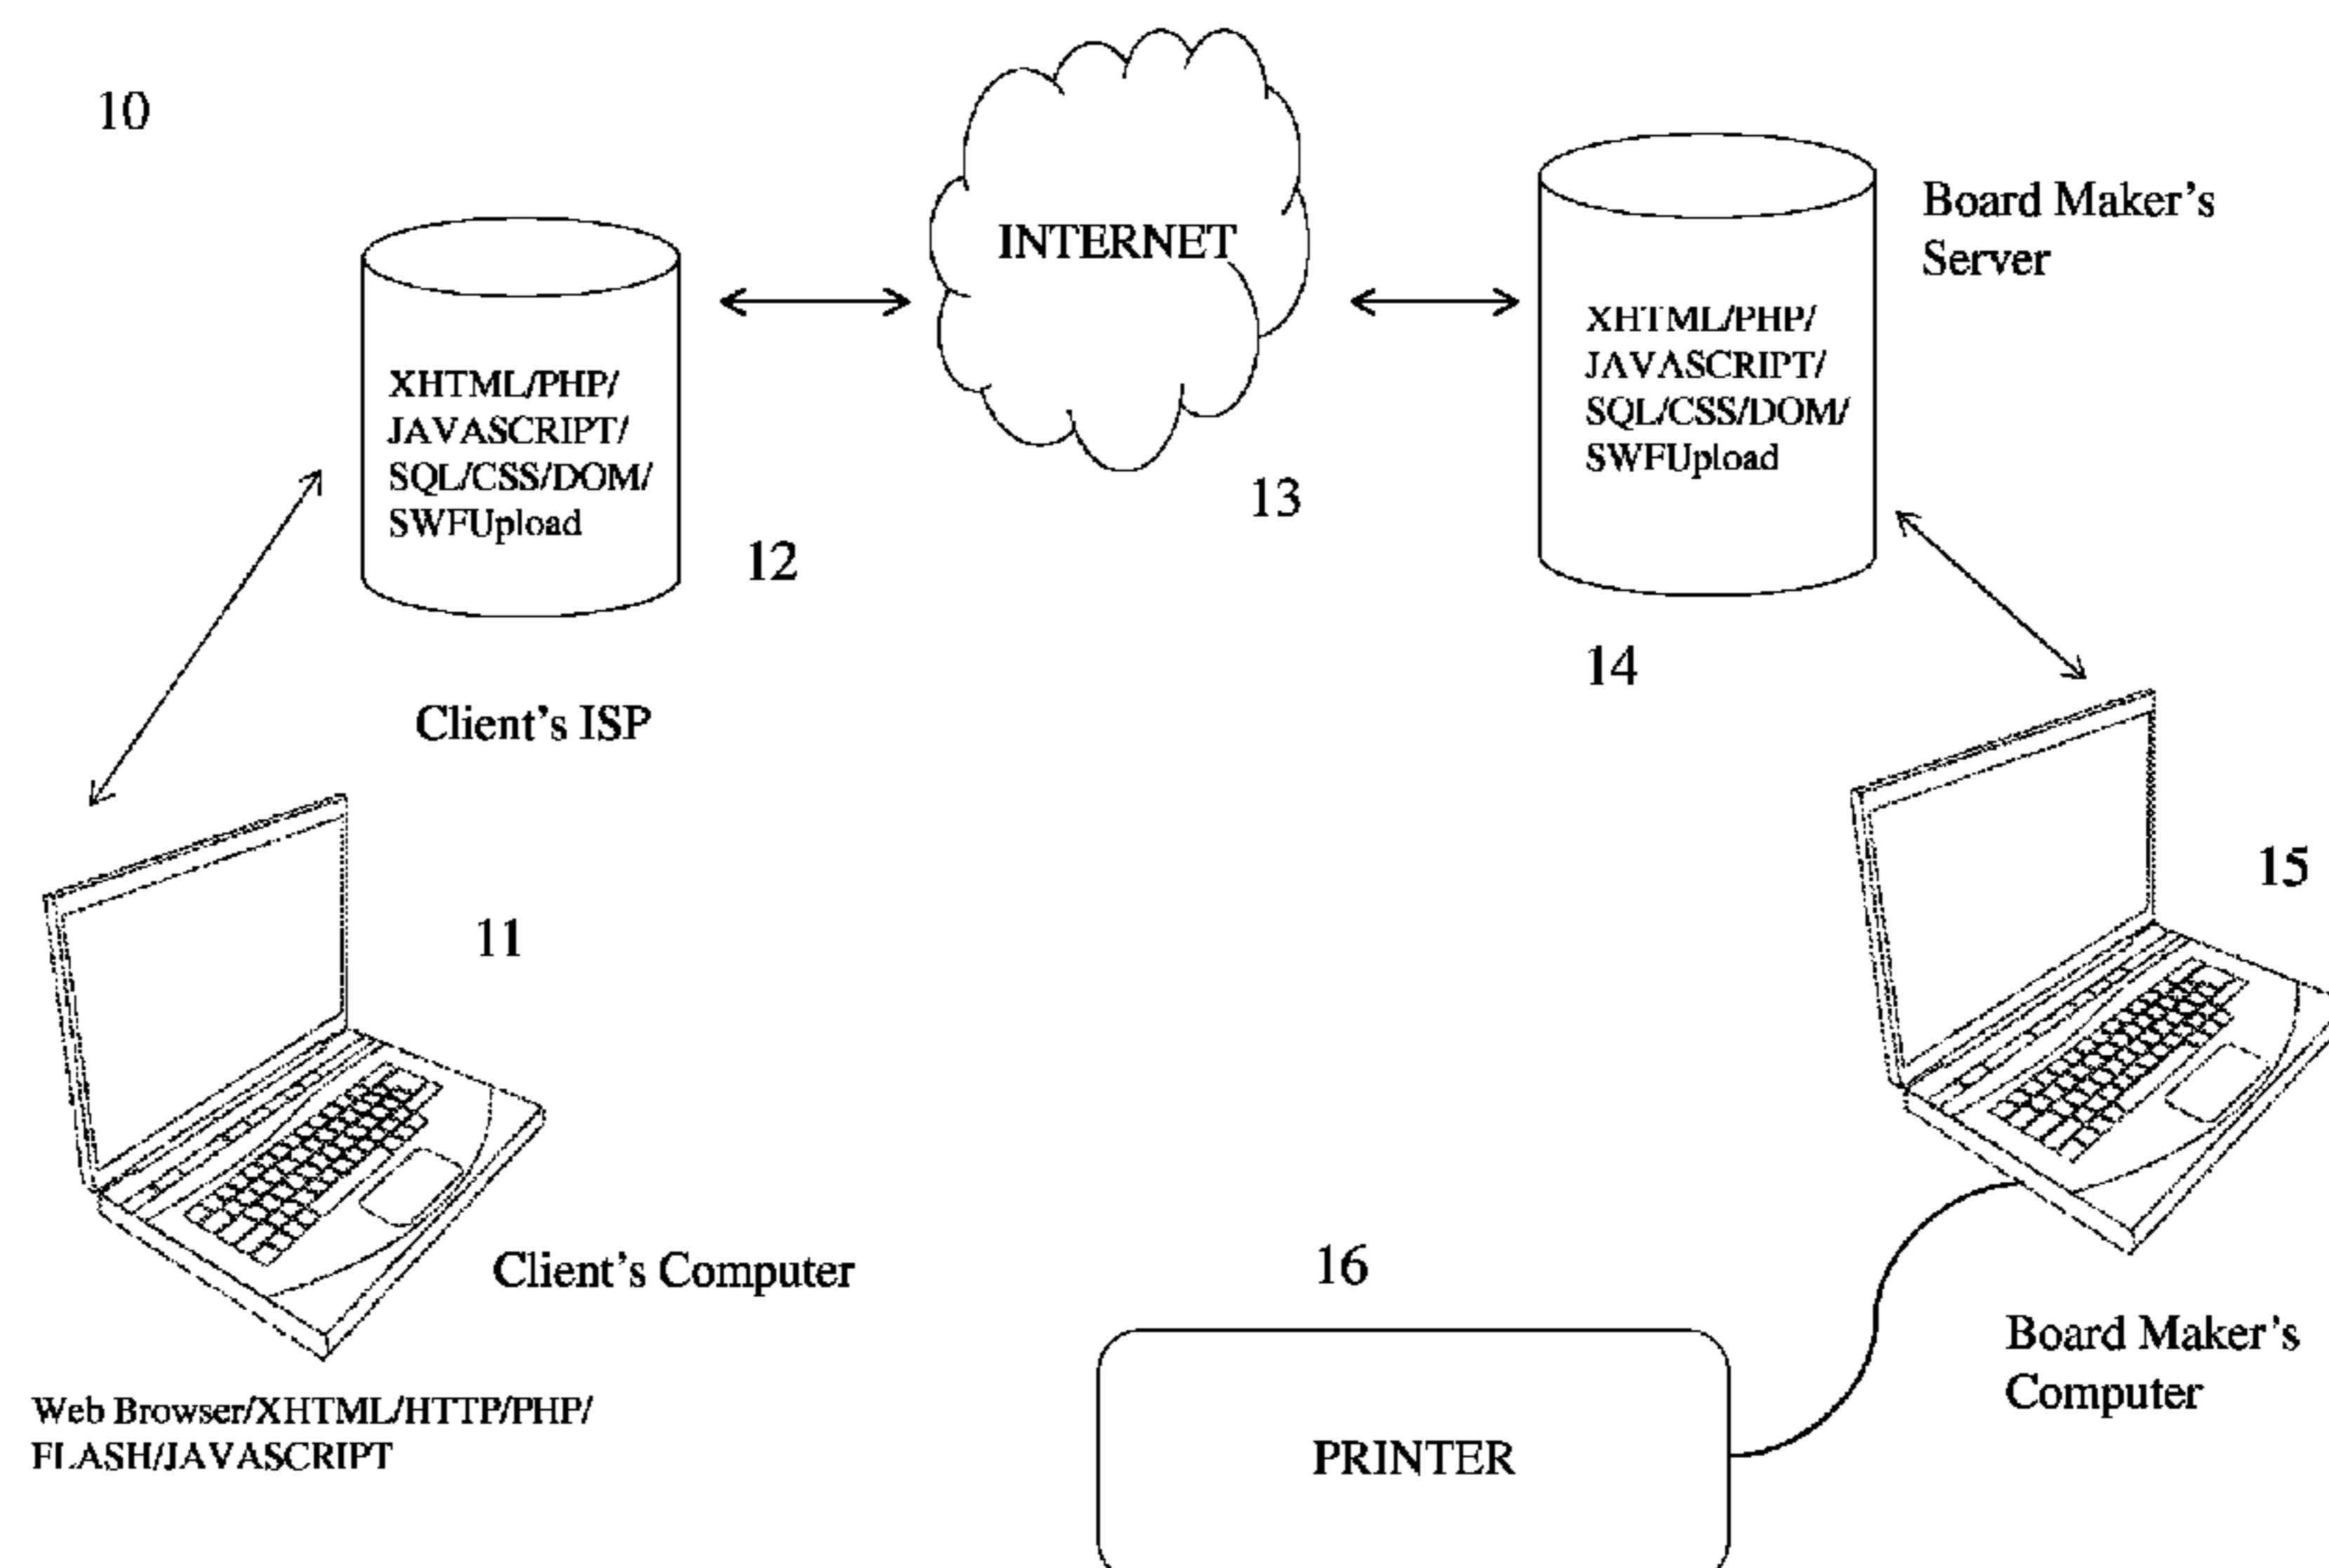 10
INTERNET
Board Maker's
Server
XHTML/PHP/
JAVASCRIPT/
SQL/CSS/DOM/
SWFUpload
XHTML/PHP/
JAVASCRIPT/
SQL/CSS/DOM/
SWFUpload
13
12
14
Client's ISP
15
11
Client's Computer
16
Board Maker's
Computer
Web Browser/XHTML/HTTP/PHP/
FLASH/JAVASCRIPT
PRINTER